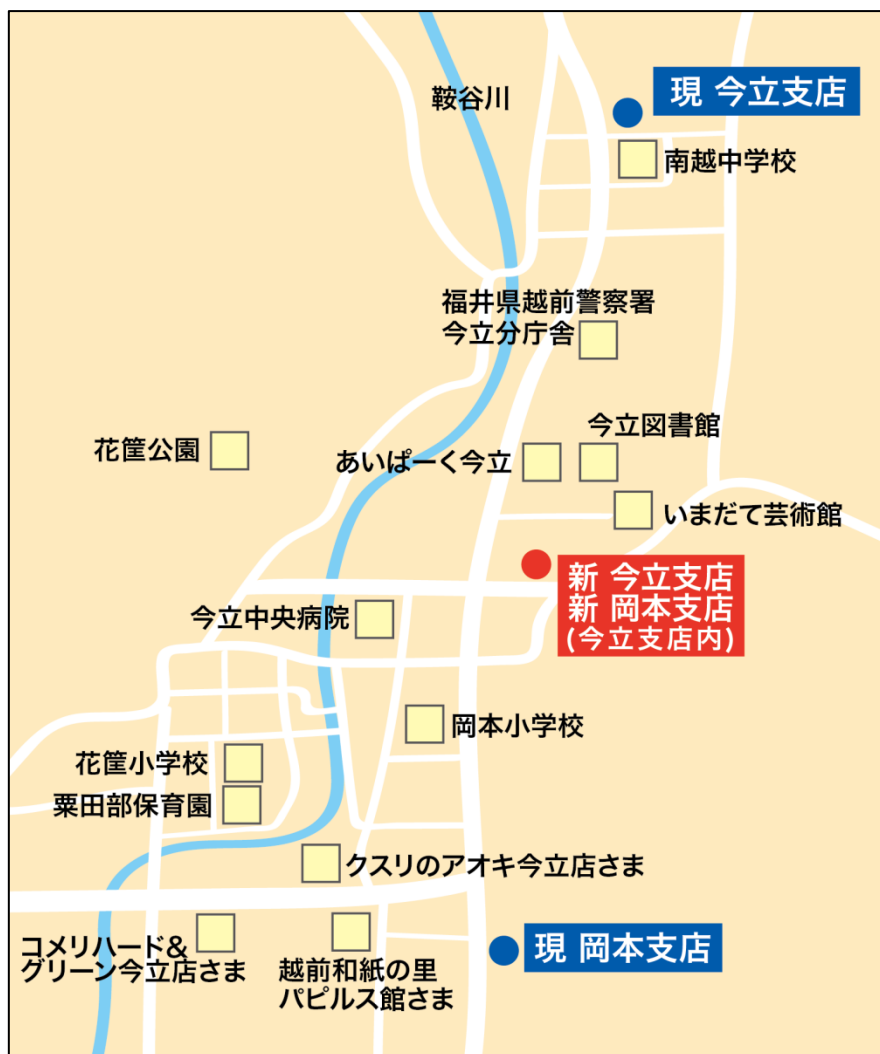 鞍谷川
現 今立支店
南越中学校
福井県越前警察署
今立分庁舎
今立図書館
花筐公園
あいぱーく今立
いまだて芸術館
新 今立支店
新 岡本支店
(今立支店内)
今立中央病院
岡本小学校
花筐小学校
粟田部保育園
クスリのアオキ今立店さま
現 岡本支店
コメリハード&
グリーン今立店さま
越前和紙の里
パピルス館さま